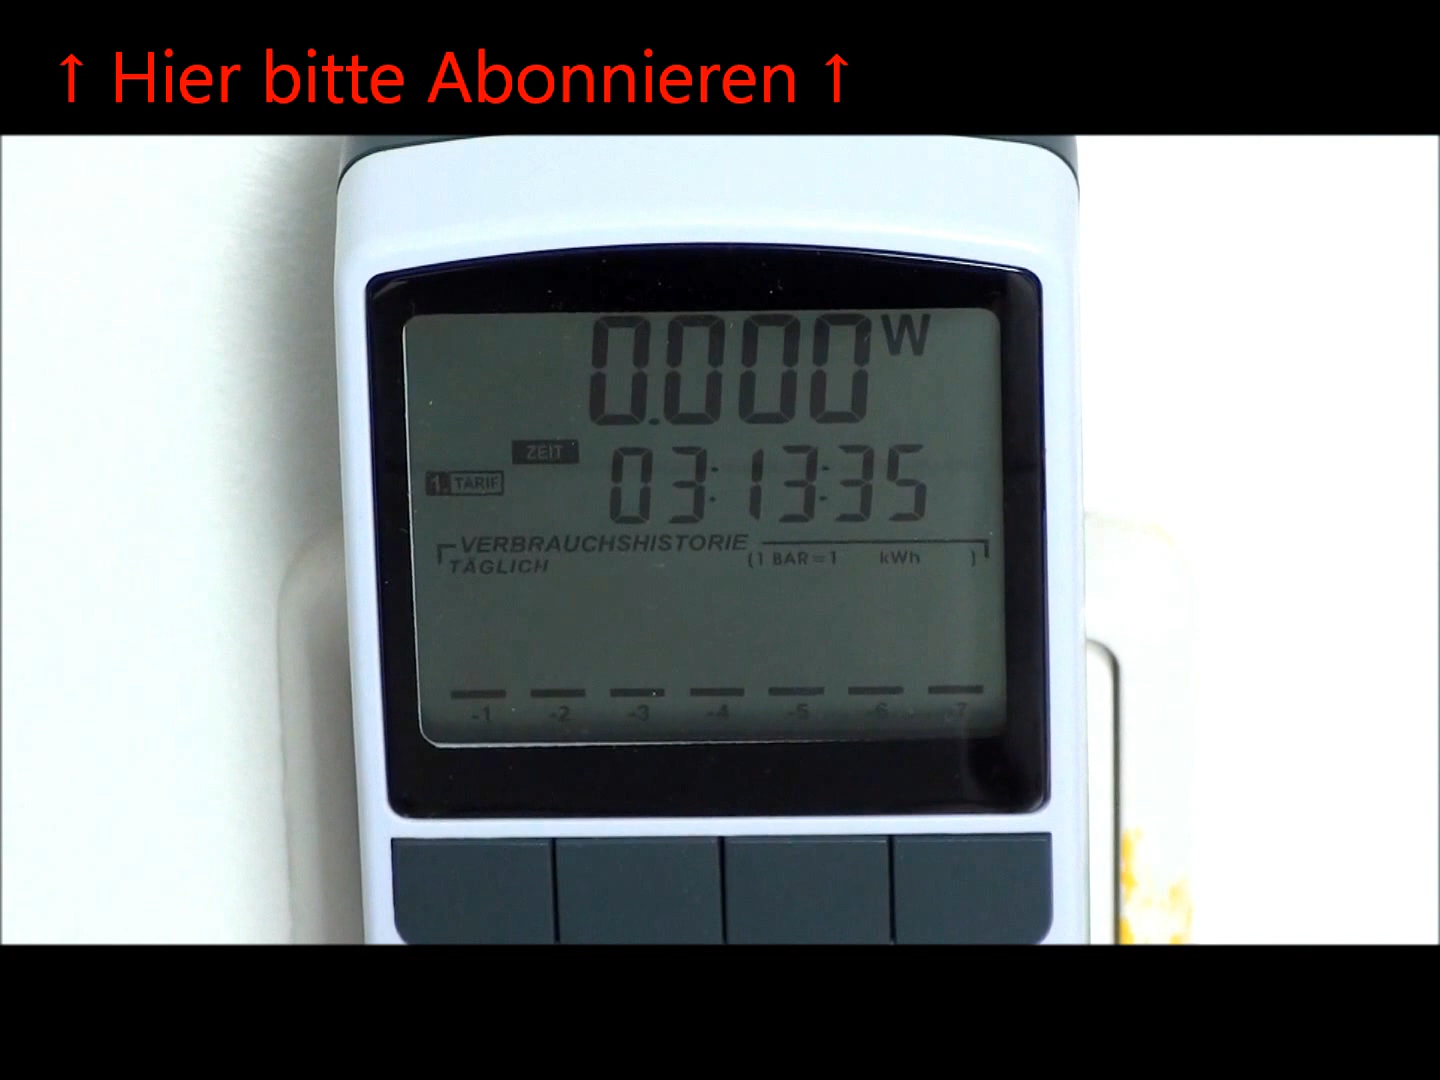 ↑ Hier bitte Abonnieren ↑
0.000 W
ZEIT
03:13:35
1. TARIF
VERBRAUCHSHISTORIE
TÄGLICH (1 BAR=1 kWh )
-1 -2 -3 -4 -5 -6 -7